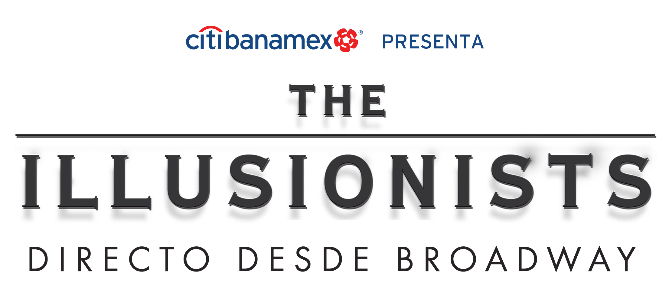 citibanamex PRESENTA
THE
ILLUSIONISTS
DIRECTO DESDE BROADWAY